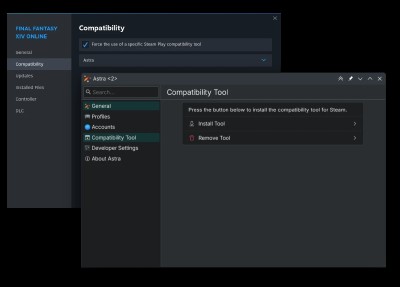 FINAL FANTASY
XIV ONLINE
General
Compatibility
Updates
Installed Files
Controller
DLC
Compatibility
Force the use of a specific Steam Play compatibility tool
Astra
Astra <2>
Search...
General
Profiles
Accounts
Compatibility Tool
Developer Settings
About Astra
Compatibility Tool
Press the button below to install the compatibility tool for Steam.
Install Tool
Remove Tool